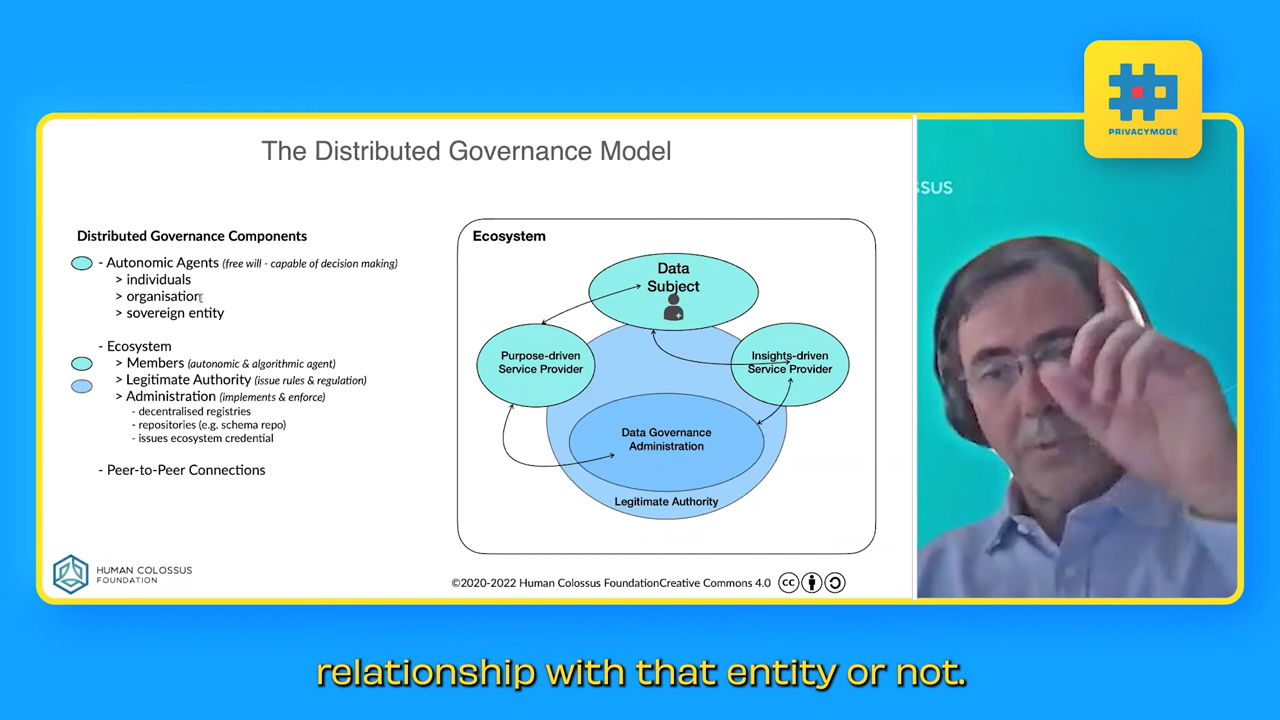 PRIVACYMODE
The Distributed Governance Model
SSUS
Distributed Governance Components
- Autonomic Agents (free will - capable of decision making)
> individuals
> organisation
> sovereign entity
- Ecosystem
> Members (autonomic & algorithmic agent)
> Legitimate Authority (issue rules & regulation)
> Administration (implements & enforce)
- decentralised registries
- repositories (e.g. schema repo)
- issues ecosystem credential
- Peer-to-Peer Connections
Ecosystem
Data
Subject
Purpose-driven
Service Provider
Insights-driven
Service Provider
Data Governance
Administration
Legitimate Authority
HUMAN COLOSSUS
FOUNDATION
©2020-2022 Human Colossus FoundationCreative Commons 4.0
cc
relationship with that entity or not.